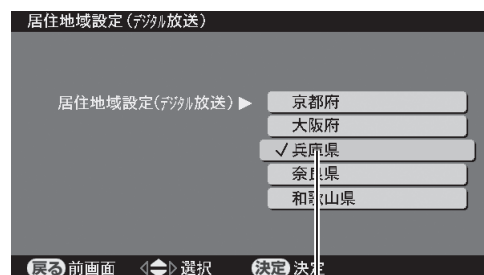 居住地域設定(デジタル放送)
居住地域設定(デジタル放送)▶
京都府
大阪府
✓兵庫県
奈良県
和歌山県
戻る 前画面 選択 決定 決定